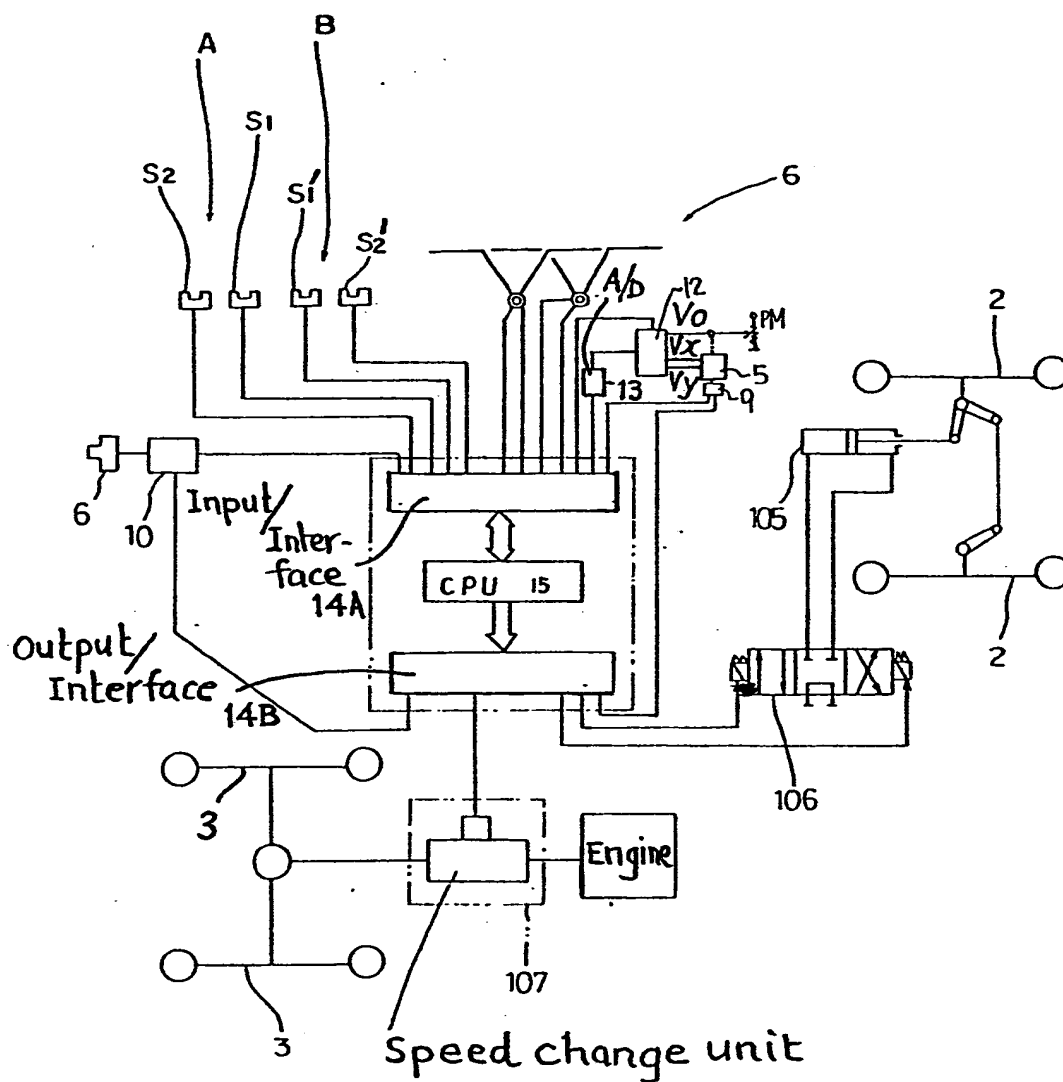 A
B
S1
S2
S1'
S2'
6
A/D
12
Vo
PM
Vx
Vy
5
13
9
2
105
6
10
Input/
Inter-
face
14A
CPU 15
Output/
Interface
14B
2
106
3
Engine
107
3
Speed change unit